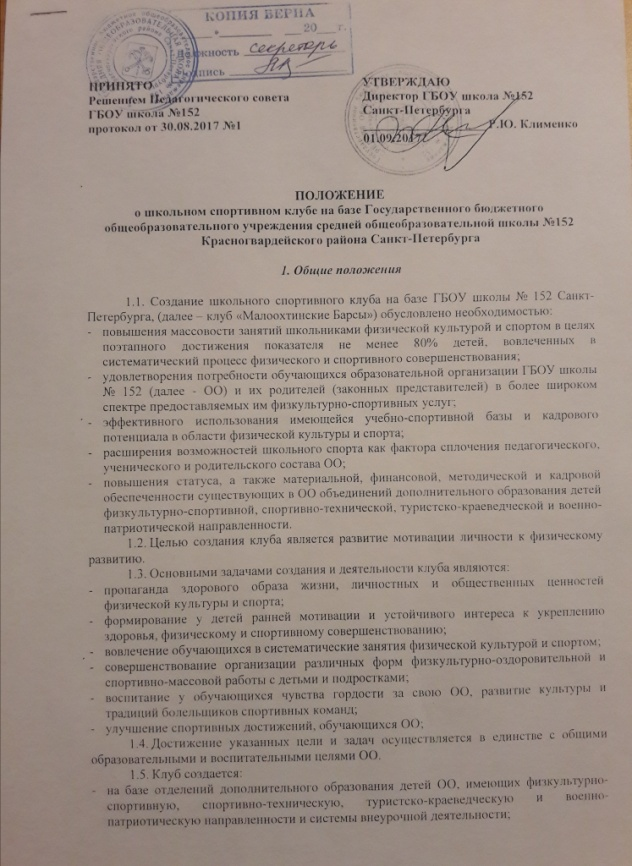 КОПИЯ ВЕРНА
20 г.
Должность секретарь
Подпись
ПРИНЯТО
Решением Педагогического совета
ГБОУ школа №152
протокол от 30.08.2017 №1
УТВЕРЖДАЮ
Директор ГБОУ школа №152
Санкт-Петербурга
Р.Ю. Клименко
01.09.2017
ПОЛОЖЕНИЕ
о школьном спортивном клубе на базе Государственного бюджетного
общеобразовательного учреждения средней общеобразовательной школы №152
Красногвардейского района Санкт-Петербурга
1. Общие положения
1.1. Создание школьного спортивного клуба на базе ГБОУ школы № 152 Санкт-
Петербурга, (далее – клуб «Малоохтинские Барсы») обусловлено необходимостью:
- повышения массовости занятий школьниками физической культурой и спортом в целях
поэтапного достижения показателя не менее 80% детей, вовлеченных в
систематический процесс физического и спортивного совершенствования;
- удовлетворения потребности обучающихся образовательной организации ГБОУ школы
№ 152 (далее - ОО) и их родителей (законных представителей) в более широком
спектре предоставляемых им физкультурно-спортивных услуг;
- эффективного использования имеющейся учебно-спортивной базы и кадрового
потенциала в области физической культуры и спорта;
- расширения возможностей школьного спорта как фактора сплочения педагогического,
ученического и родительского состава ОО;
- повышения статуса, а также материальной, финансовой, методической и кадровой
обеспеченности существующих в ОО объединений дополнительного образования детей
физкультурно-спортивной, спортивно-технической, туристско-краеведческой и военно-
патриотической направленности.
1.2. Целью создания клуба является развитие мотивации личности к физическому
развитию.
1.3. Основными задачами создания и деятельности клуба являются:
- пропаганда здорового образа жизни, личностных и общественных ценностей
физической культуры и спорта;
- формирование у детей ранней мотивации и устойчивого интереса к укреплению
здоровья, физическому и спортивному совершенствованию;
- вовлечение обучающихся в систематические занятия физической культурой и спортом;
- совершенствование организации различных форм физкультурно-оздоровительной и
спортивно-массовой работы с детьми и подростками;
- воспитание у обучающихся чувства гордости за свою ОО, развитие культуры и
традиций болельщиков спортивных команд;
- улучшение спортивных достижений, обучающихся ОО;
1.4. Достижение указанных цели и задач осуществляется в единстве с общими
образовательными и воспитательными целями ОО.
1.5. Клуб создается:
- на базе отделений дополнительного образования детей ОО, имеющих физкультурно-
спортивную, спортивно-техническую, туристско-краеведческую и военно-
патриотическую направленности и системы внеурочной деятельности;